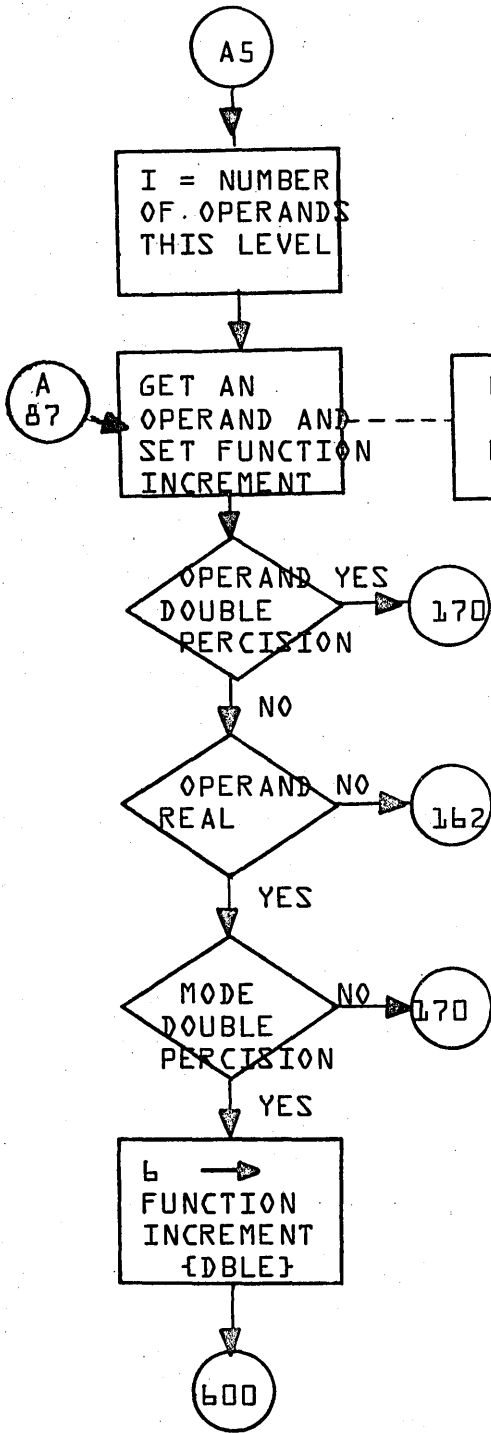 A5
I = NUMBER
OF OPERANDS
THIS LEVEL
A
87
GET AN
OPERAND AND
SET FUNCTION
INCREMENT
OPERAND YES
DOUBLE
PERCISION
170
NO
OPERAND NO
REAL
162
YES
MODE NO
DOUBLE
PERCISION
170
YES
6 →
FUNCTION
INCREMENT
{DBLE}
600